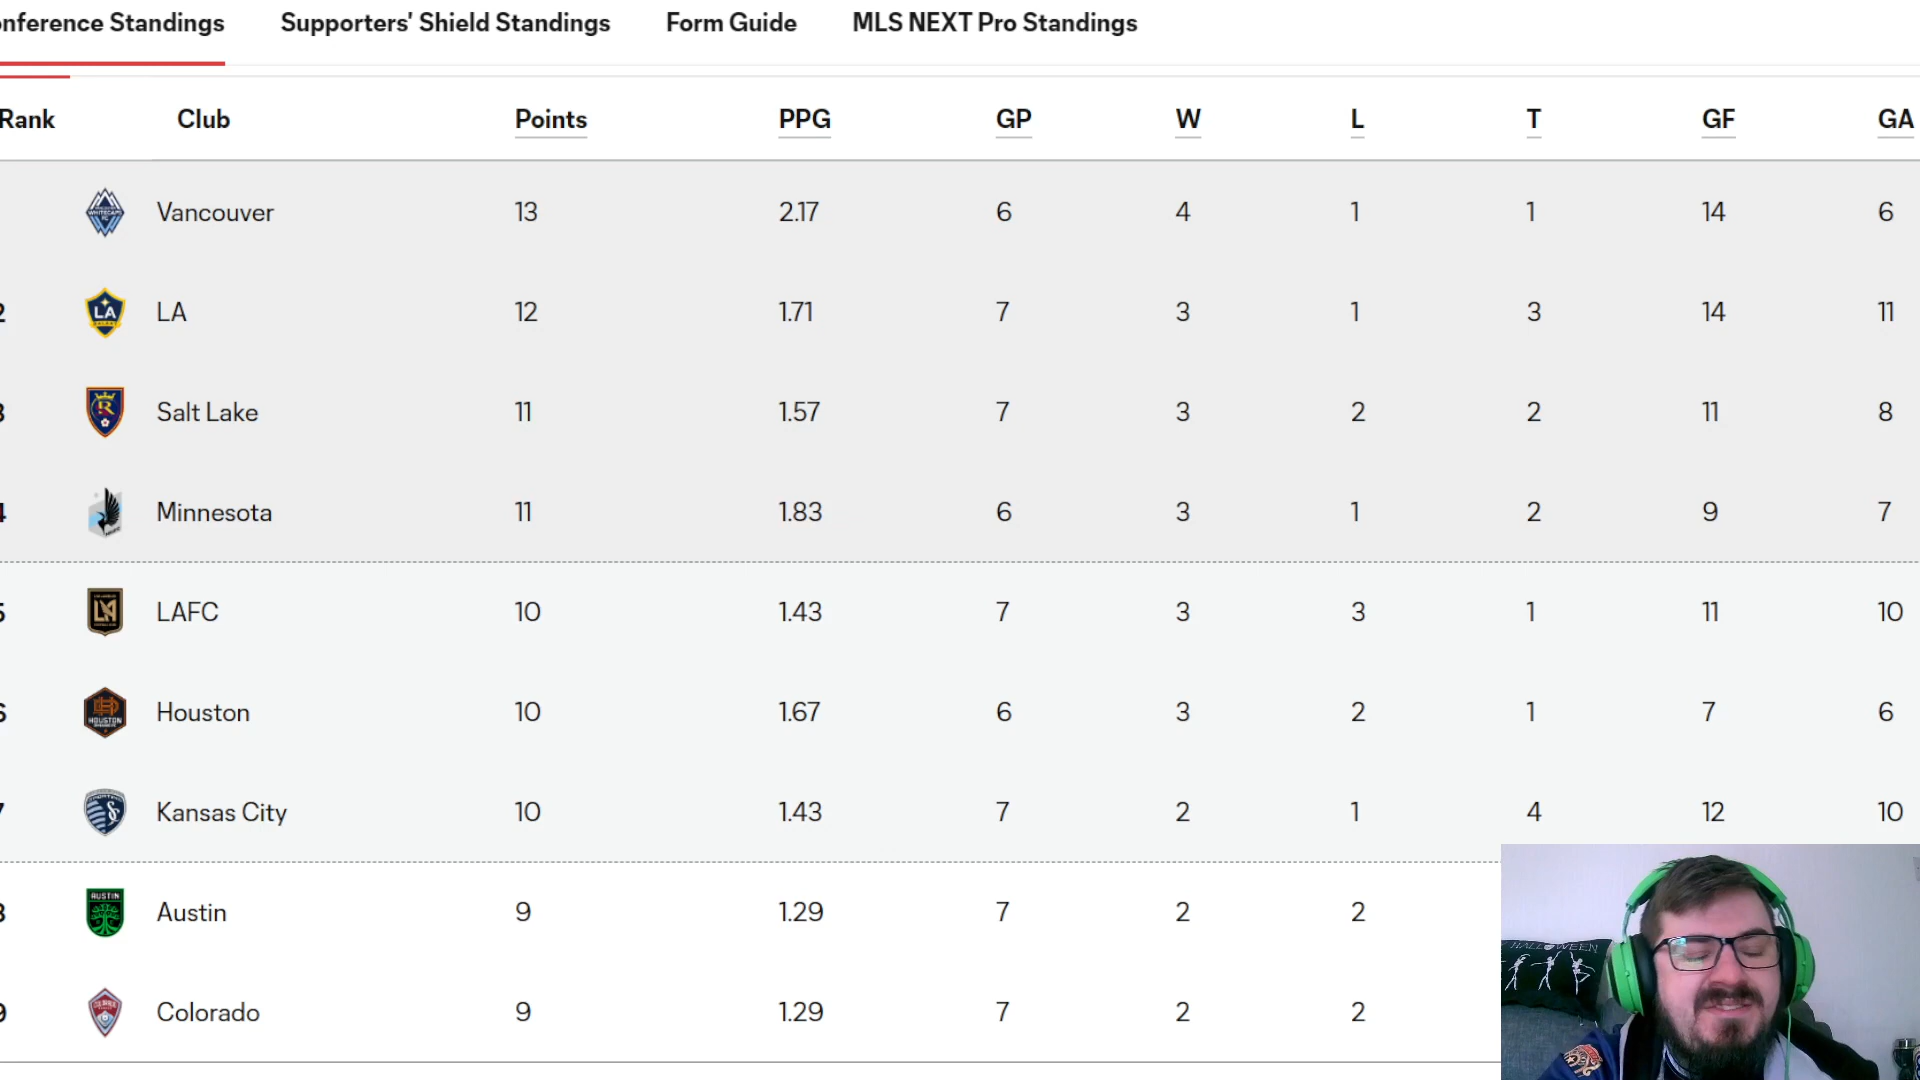 nference Standings Supporters' Shield Standings Form Guide MLS NEXT Pro Standings
Rank Club Points PPG GP W L T GF GA
Vancouver 13 2.17 6 4 1 1 14 6
2 LA LA 12 1.71 7 3 1 3 14 11
3 Salt Lake 11 1.57 7 3 2 2 11 8
4 Minnesota 11 1.83 6 3 1 2 9 7
5 LAFC 10 1.43 7 3 3 1 11 10
6 HOUSTON Houston 10 1.67 6 3 2 1 7 6
7 Kansas City 10 1.43 7 2 1 4 12 10
8 AUSTIN Austin 9 1.29 7 2 2
9 Colorado 9 1.29 7 2 2
HALLOWEEN